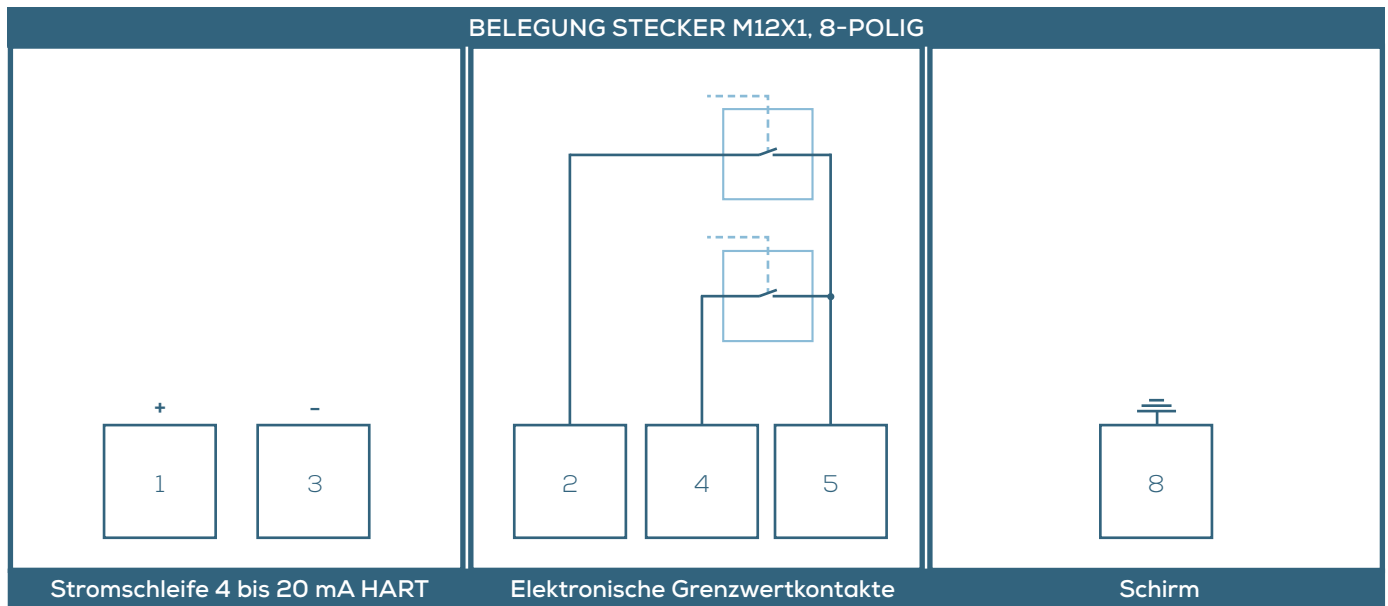 BELEGUNG STECKER M12X1, 8-POLIG
+ -
1 3
2 4 5
8
Stromschleife 4 bis 20 mA HART
Elektronische Grenzwertkontakte
Schirm